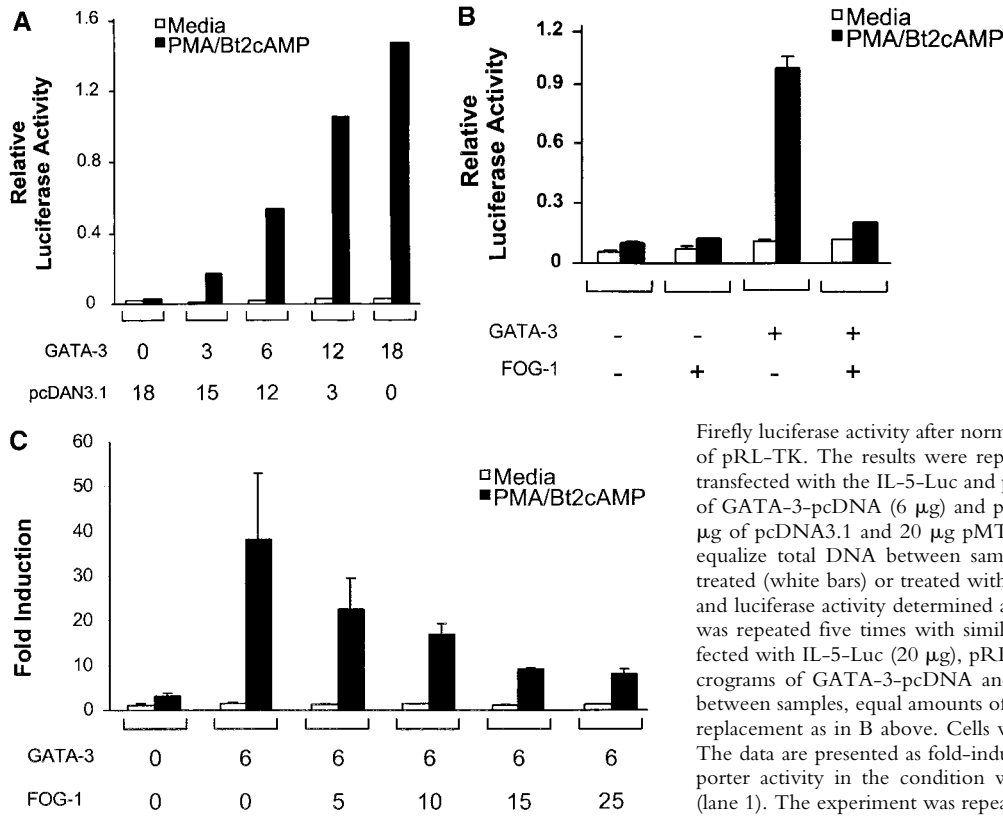 A
Media
PMA/Bt2cAMP
Relative
Luciferase Activity
1.6
1.2
0.8
0.4
0
GATA-3 0 3 6 12 18
pcDAN3.1 18 15 12 3 0
B
Media
PMA/Bt2cAMP
Relative
Luciferase Activity
1.2
0.9
0.6
0.3
0
GATA-3 - - + +
FOG-1 - + - +
C
Media
PMA/Bt2cAMP
Fold Induction
60
50
40
30
20
10
0
GATA-3 0 6 6 6 6 6
FOG-1 0 0 5 10 15 25
Firefly luciferase activity after norm
of pRL-TK. The results were rep
transfected with the IL-5-Luc and p
of GATA-3-pcDNA (6 μg) and p
μg of pcDNA3.1 and 20 μg pMT
equalize total DNA between sam
treated (white bars) or treated with
and luciferase activity determined a
was repeated five times with simil
fected with IL-5-Luc (20 μg), pRL
crograms of GATA-3-pcDNA and
between samples, equal amounts of
replacement as in B above. Cells w
The data are presented as fold-indu
porter activity in the condition w
(lane 1). The experiment was repea